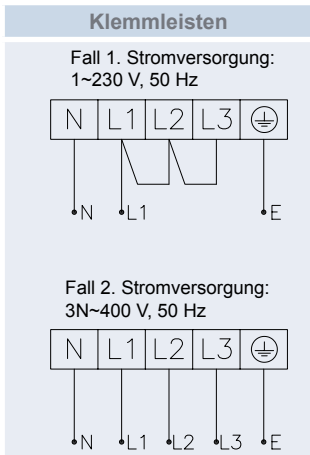 Klemmleisten
Fall 1. Stromversorgung:
1~230 V, 50 Hz
N L1 L2 L3
N L1 E
Fall 2. Stromversorgung:
3N~400 V, 50 Hz
N L1 L2 L3
N L1 L2 L3 E